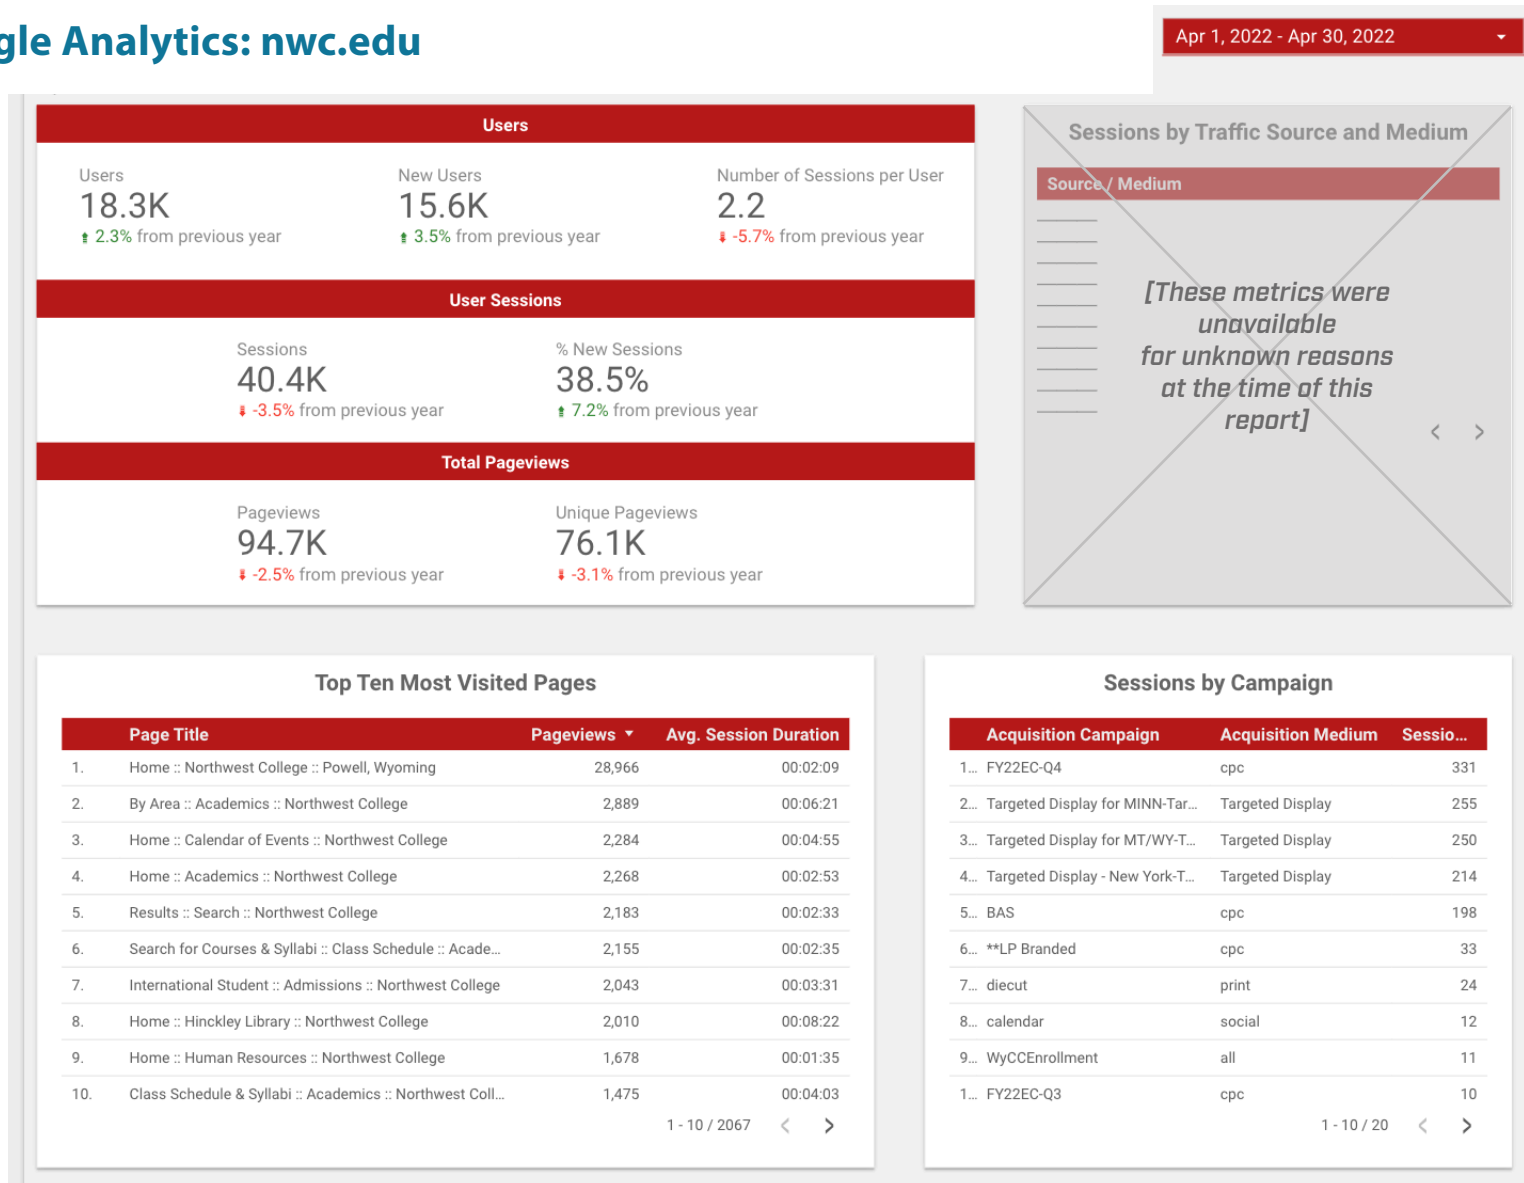 gle Analytics: nwc.edu
Apr 1, 2022 - Apr 30, 2022
Users
Users
New Users
Number of Sessions per User
18.3K
15.6K
2.2
2.3% from previous year
3.5% from previous year
-5.7% from previous year
User Sessions
Sessions
% New Sessions
40.4K
38.5%
-3.5% from previous year
7.2% from previous year
Total Pageviews
Pageviews
Unique Pageviews
94.7K
76.1K
-2.5% from previous year
-3.1% from previous year
Sessions by Traffic Source and Medium
Source / Medium
[These metrics were
unavailable
for unknown reasons
at the time of this
report]
Top Ten Most Visited Pages
Page Title Pageviews Avg. Session Duration
1. Home :: Northwest College :: Powell, Wyoming 28,966 00:02:09
2. By Area :: Academics :: Northwest College 2,889 00:06:21
3. Home :: Calendar of Events :: Northwest College 2,284 00:04:55
4. Home :: Academics :: Northwest College 2,268 00:02:53
5. Results :: Search :: Northwest College 2,183 00:02:33
6. Search for Courses & Syllabi :: Class Schedule :: Acade... 2,155 00:02:35
7. International Student :: Admissions :: Northwest College 2,043 00:03:31
8. Home :: Hinckley Library :: Northwest College 2,010 00:08:22
9. Home :: Human Resources :: Northwest College 1,678 00:01:35
10. Class Schedule & Syllabi :: Academics :: Northwest Coll... 1,475 00:04:03
1 - 10 / 2067
Sessions by Campaign
Acquisition Campaign Acquisition Medium Sessio...
1... FY22EC-Q4 cpc 331
2... Targeted Display for MINN-Tar... Targeted Display 255
3... Targeted Display for MT/WY-T... Targeted Display 250
4... Targeted Display - New York-T... Targeted Display 214
5... BAS cpc 198
6... **LP Branded cpc 33
7... diecut print 24
8... calendar social 12
9... WyCCEnrollment all 11
1... FY22EC-Q3 cpc 10
1 - 10 / 20